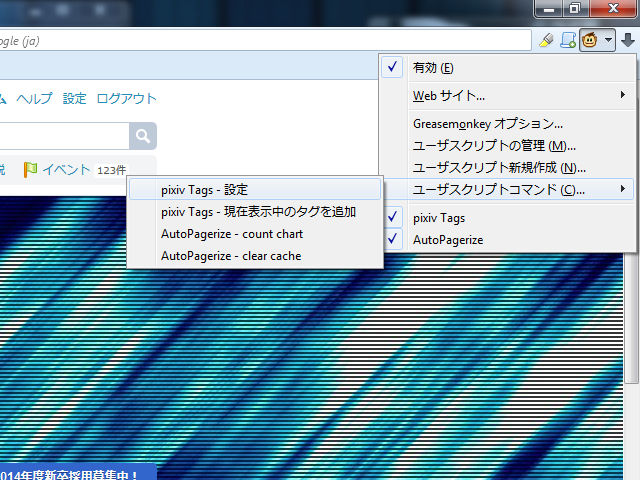 ogle (ja)
有効 (E)
Web サイト...
Greasemonkey オプション...
ユーザスクリプトの管理 (M)...
ユーザスクリプト新規作成 (N)...
ユーザスクリプトコマンド (C)...
pixiv Tags
AutoPagerize
ム ヘルプ 設定 ログアウト
説 イベント 123件
pixiv Tags - 設定
pixiv Tags - 現在表示中のタグを追加
AutoPagerize - count chart
AutoPagerize - clear cache
2014年度新卒採用募集中！